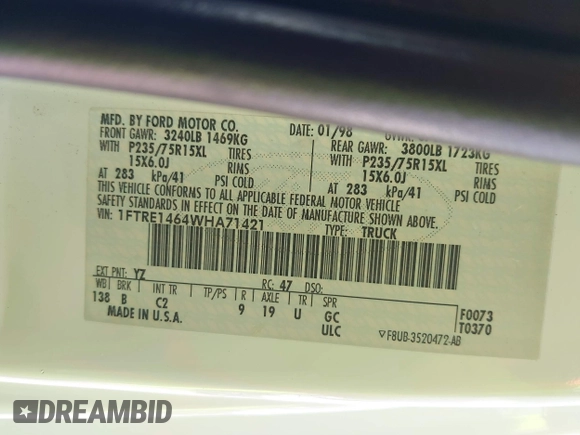 MFD. BY FORD MOTOR CO. DATE: 01/98
FRONT GAWR: 3240LB 1469KG REAR GAWR: 3800LB 1723KG
WITH P235/75R15XL TIRES WITH P235/75R15XL TIRES
15X6.0J RIMS 15X6.0J RIMS
AT 283 kPa/41 PSI COLD AT 283 kPa/41 PSI COLD
THIS VEHICLE CONFORMS TO ALL APPLICABLE FEDERAL MOTOR VEHICLE
SAFETY STANDARDS IN EFFECT ON THE DATE OF MANUFACTURE SHOWN ABOVE.
VIN: 1FTRE1464WHA71421
TYPE: TRUCK
EXT PNT: YZ RC: 47 DSO:
WB BRK INT TR TP/PS R AXLE TR SPR
138 B C2 9 19 U GC F0073
ULC T0370
MADE IN U.S.A. ▽F8UB-3520472-AB
DREAMBID